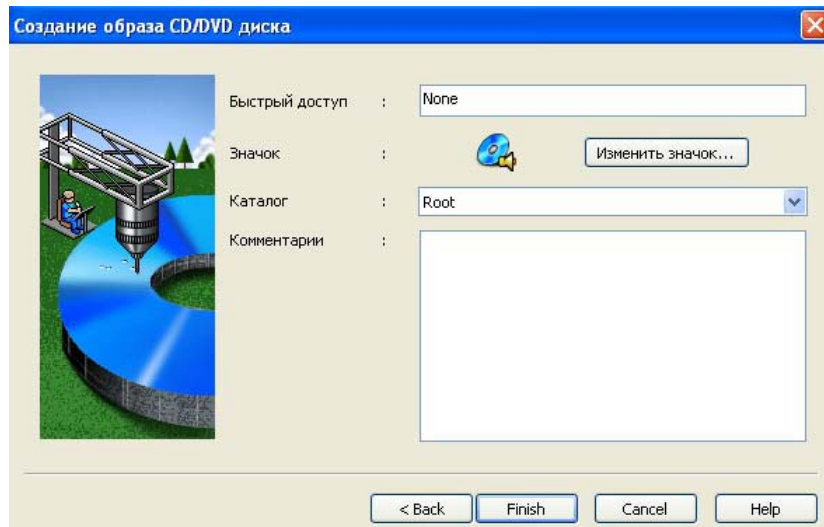 Создание образа CD/DVD диска
Быстрый доступ : None
Значок : Изменить значок...
Каталог : Root
Комментарии :
< Back Finish Cancel Help